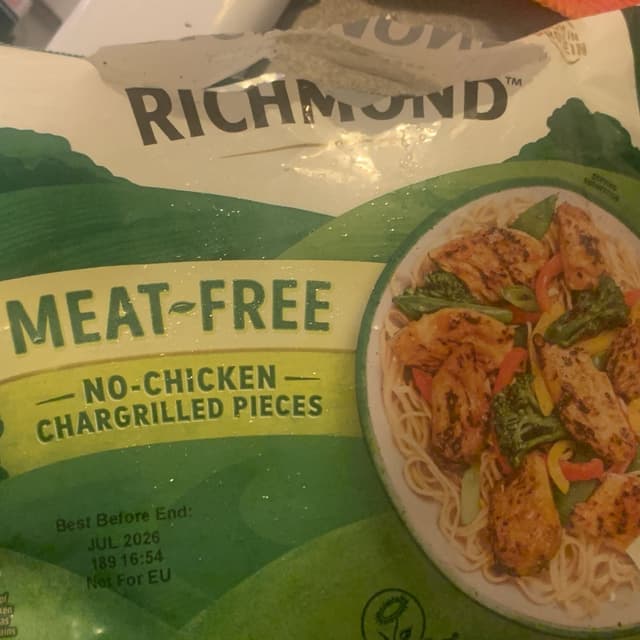 RICHMOND™
MEAT-FREE
NO-CHICKEN
CHARGRILLED PIECES
Best Before End:
JUL 2026
189 16:54
Not For EU